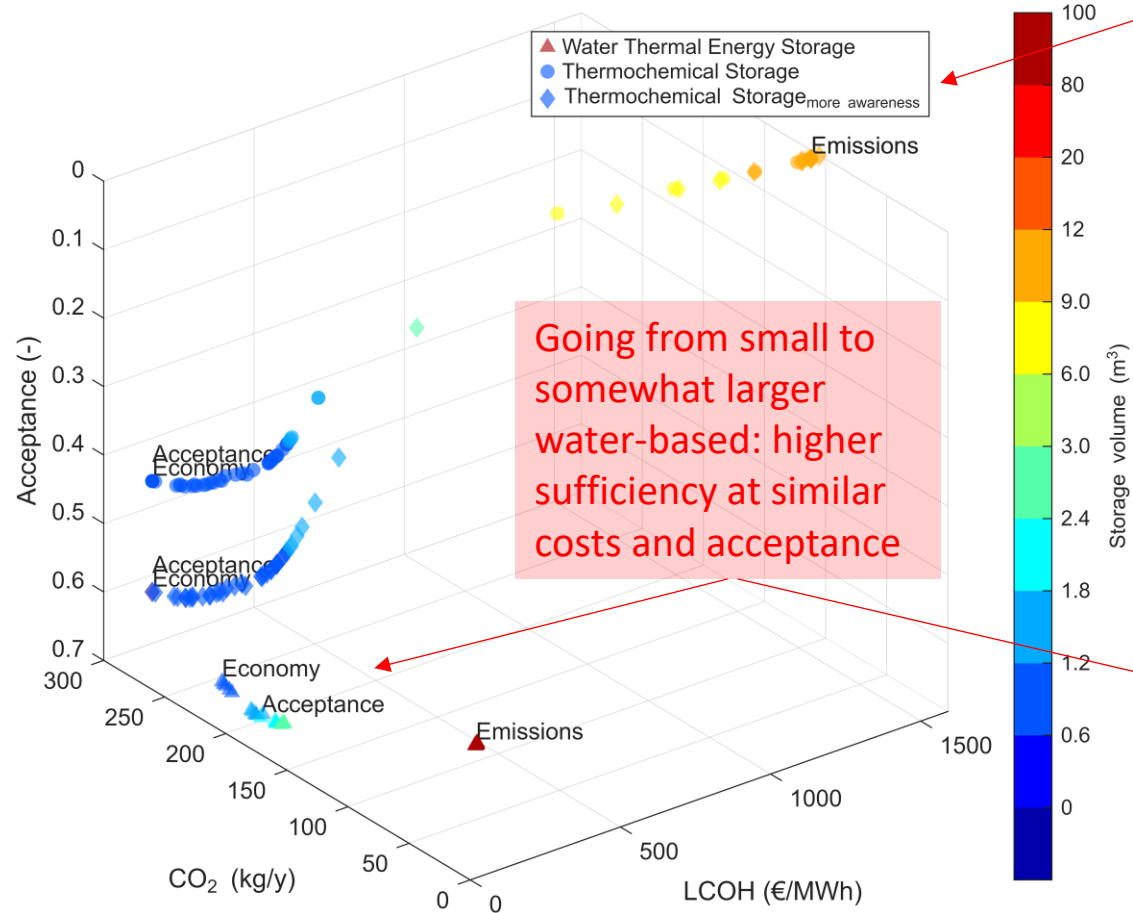 Water Thermal Energy Storage
Thermochemical Storage
Thermochemical Storage more awareness
Emissions
Going from small to
somewhat larger
water-based: higher
sufficiency at similar
costs and acceptance
Acceptance
Economy
Acceptance
Economy
Economy
Acceptance
Emissions
Acceptance (-)
0
0.1
0.2
0.3
0.4
0.5
0.6
0.7
CO₂ (kg/y)
300
250
200
150
100
50
0
LCOH (€/MWh)
0
500
1000
1500
100
80
20
12
9.0
6.0
3.0
2.4
1.8
1.2
0.6
0
Storage volume (m³)